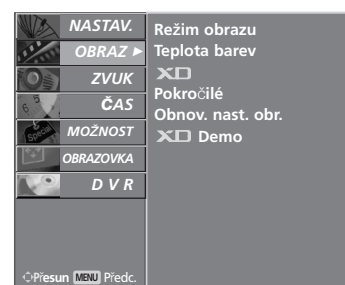 NASTAV.
OBRAZ ▶
ZVUK
ČAS
MOŽNOST
OBRAZOVKA
D V R
Přesun MENU Předc.
Režim obrazu
Teplota barev
XD
Pokročilé
Obnov. nast. obr.
XD Demo